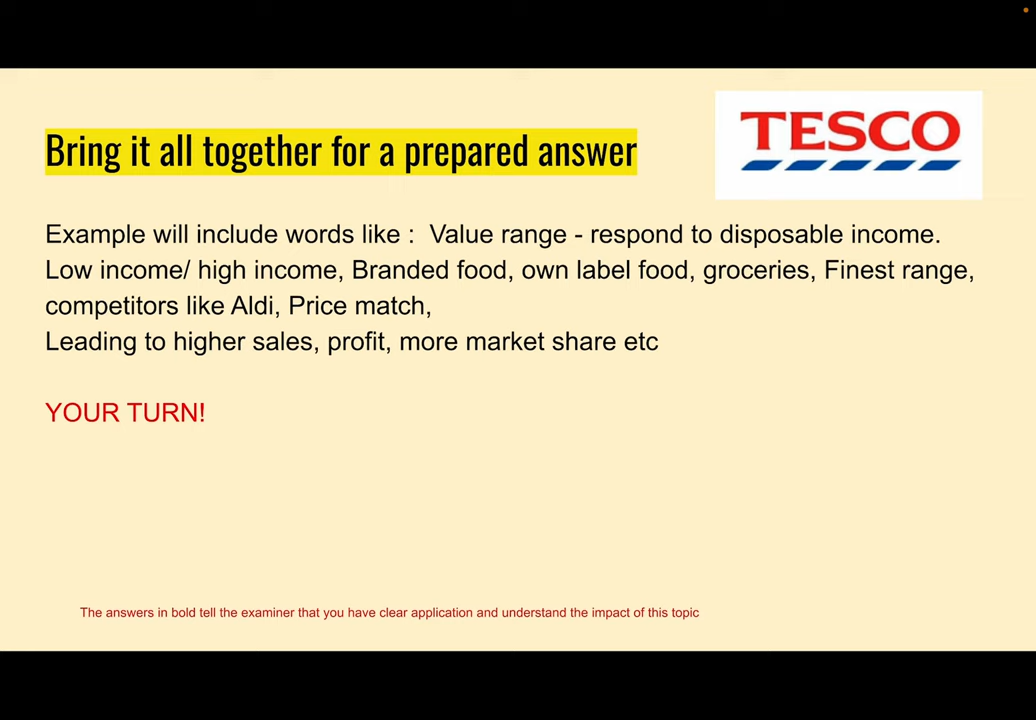 Bring it all together for a prepared answer
TESCO
Example will include words like :  Value range - respond to disposable income.
Low income/ high income, Branded food, own label food, groceries, Finest range,
competitors like Aldi, Price match,
Leading to higher sales, profit, more market share etc
YOUR TURN!
The answers in bold tell the examiner that you have clear application and understand the impact of this topic